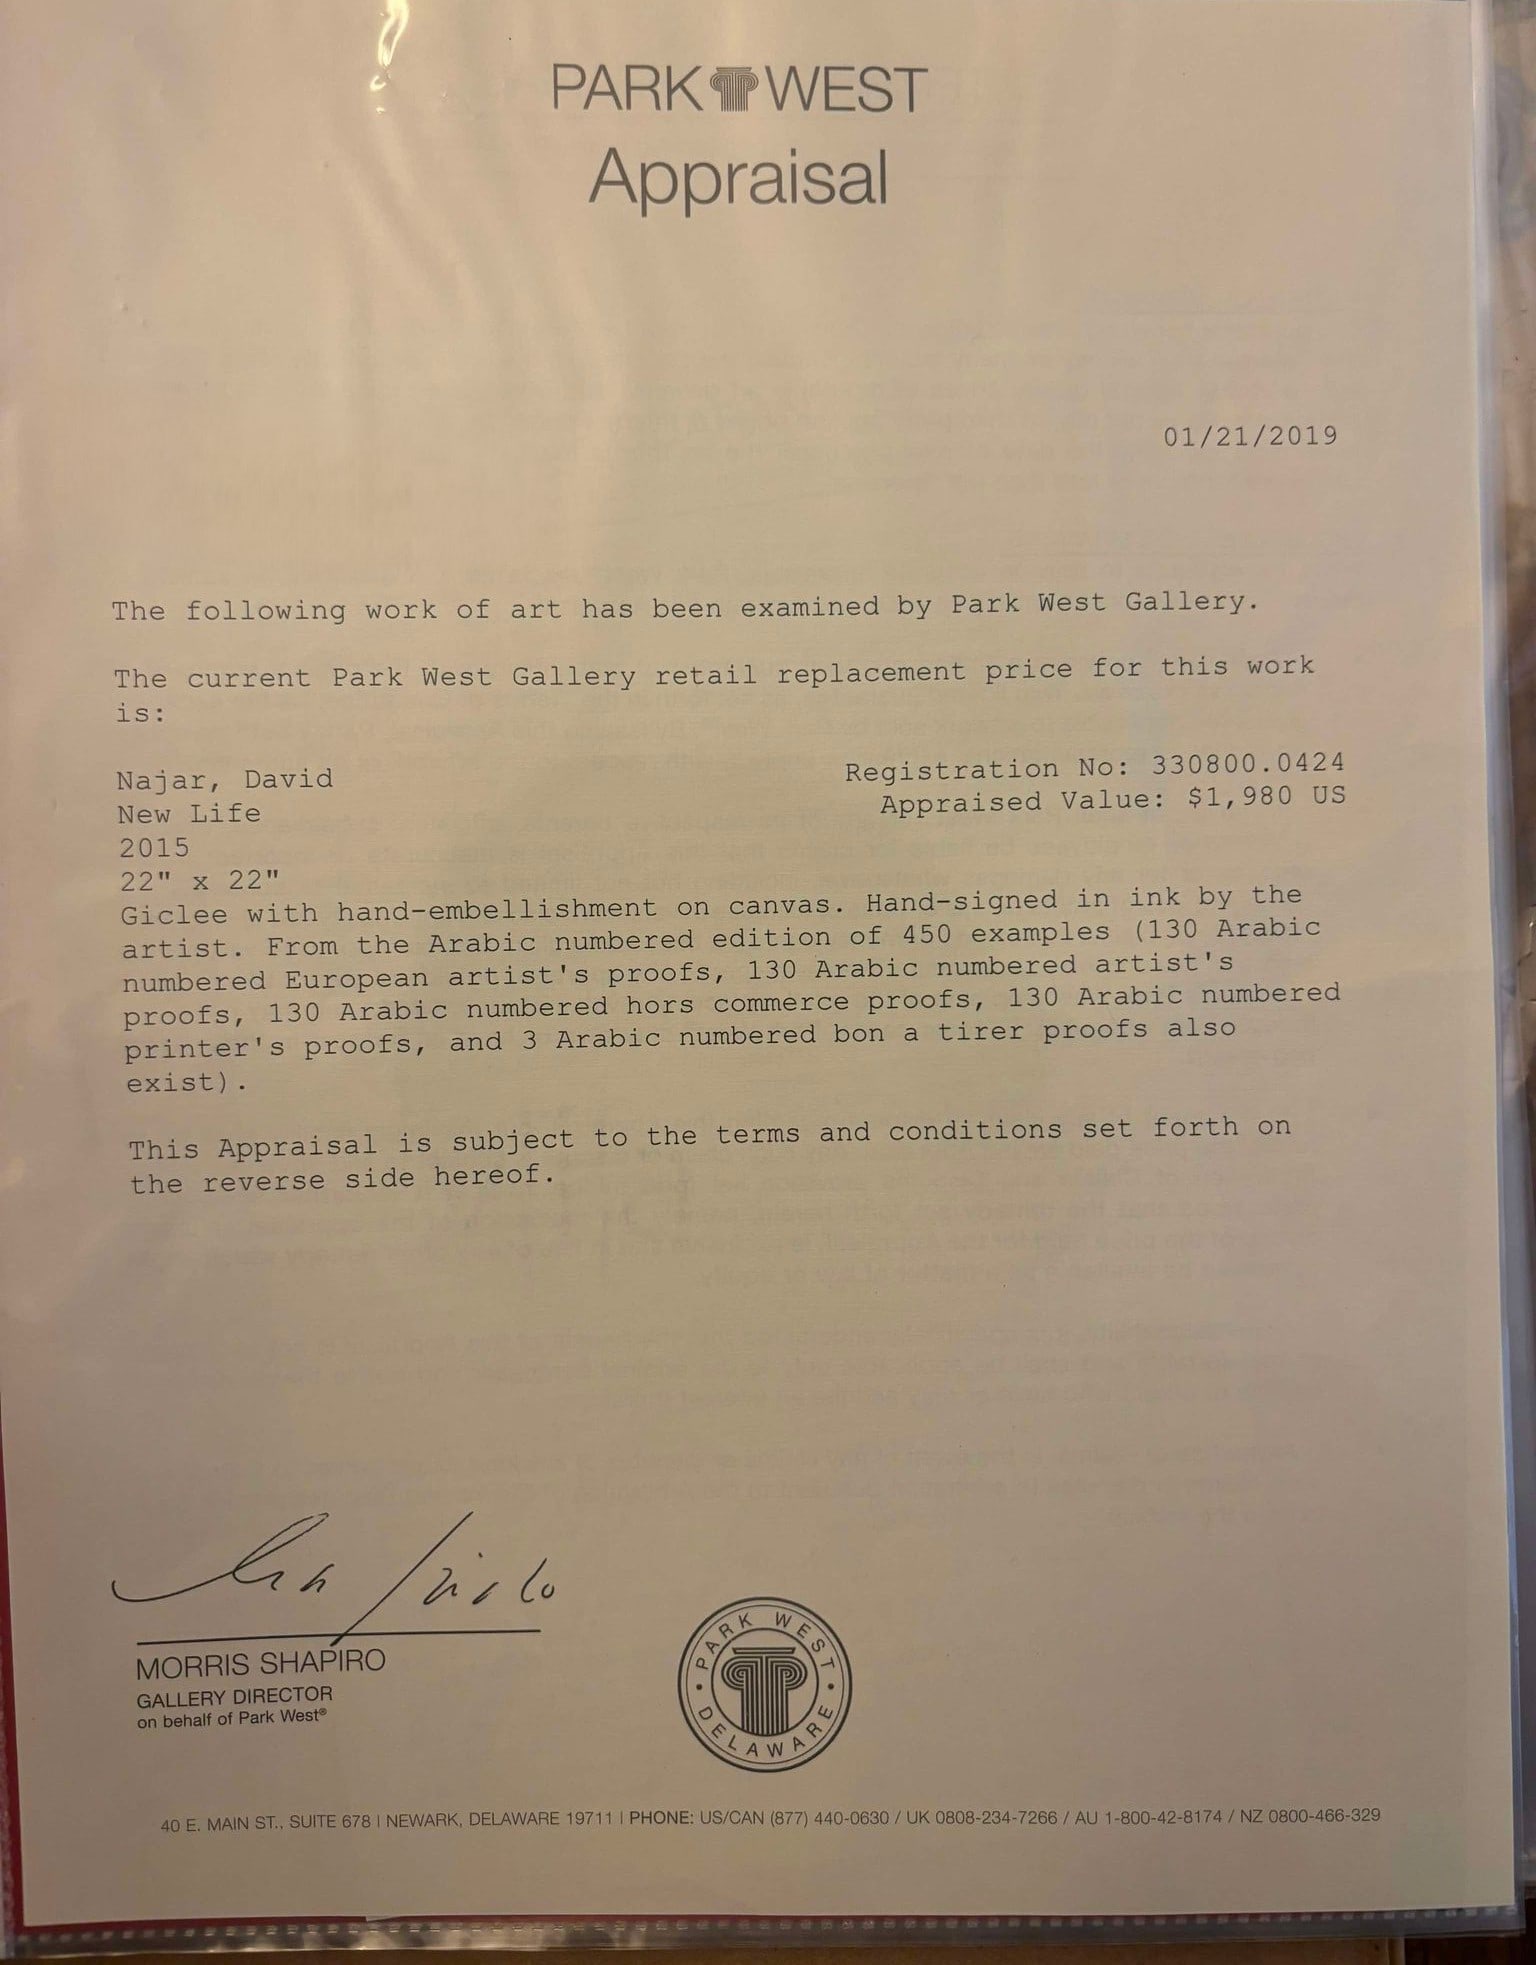 PARK WEST
Appraisal
01/21/2019
The following work of art has been examined by Park West Gallery.
The current Park West Gallery retail replacement price for this work
is:
Najar, David
Registration No: 330800.0424
New Life
Appraised Value: $1,980 US
2015
22" x 22"
Giclee with hand-embellishment on canvas. Hand-signed in ink by the
artist. From the Arabic numbered edition of 450 examples (130 Arabic
numbered European artist's proofs, 130 Arabic numbered artist's
proofs, 130 Arabic numbered hors commerce proofs, 130 Arabic numbered
printer's proofs, and 3 Arabic numbered bon a tirer proofs also
exist).
This Appraisal is subject to the terms and conditions set forth on
the reverse side hereof.
MORRIS SHAPIRO
GALLERY DIRECTOR
on behalf of Park West®
PARK WEST
DELAWARE
40 E. MAIN ST., SUITE 678 | NEWARK, DELAWARE 19711 | PHONE: US/CAN (877) 440-0630 / UK 0808-234-7266 / AU 1-800-42-8174 / NZ 0800-466-329